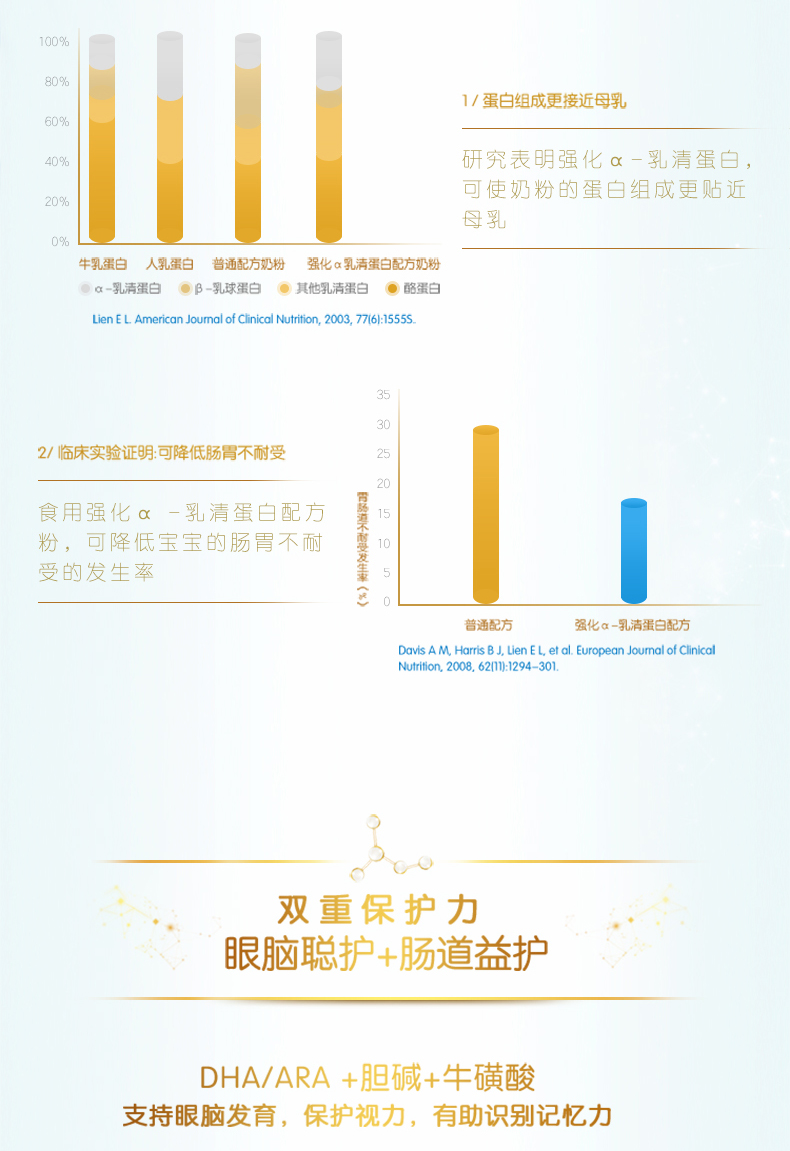 100%
80%
60%
40%
20%
0%
牛乳蛋白 人乳蛋白 普通配方奶粉 强化α乳清蛋白配方奶粉
α-乳清蛋白 β-乳球蛋白 其他乳清蛋白 酪蛋白
Lien E L. American Journal of Clinical Nutrition, 2003, 77(6):1555S.
1/ 蛋白组成更接近母乳
研究表明强化α-乳清蛋白，
可使奶粉的蛋白组成更贴近
母乳
2/ 临床实验证明:可降低肠胃不耐受
食用强化α -乳清蛋白配方
粉，可降低宝宝的肠胃不耐
受的发生率
胃肠道不耐受发生率（%）
35
30
25
20
15
10
5
0
普通配方 强化α-乳清蛋白配方
Davis A M, Harris B J, Lien E L, et al. European Journal of Clinical
Nutrition, 2008, 62(11):1294-301.
双重保护力
眼脑聪护+肠道益护
DHA/ARA +胆碱+牛磺酸
支持眼脑发育，保护视力，有助识别记忆力